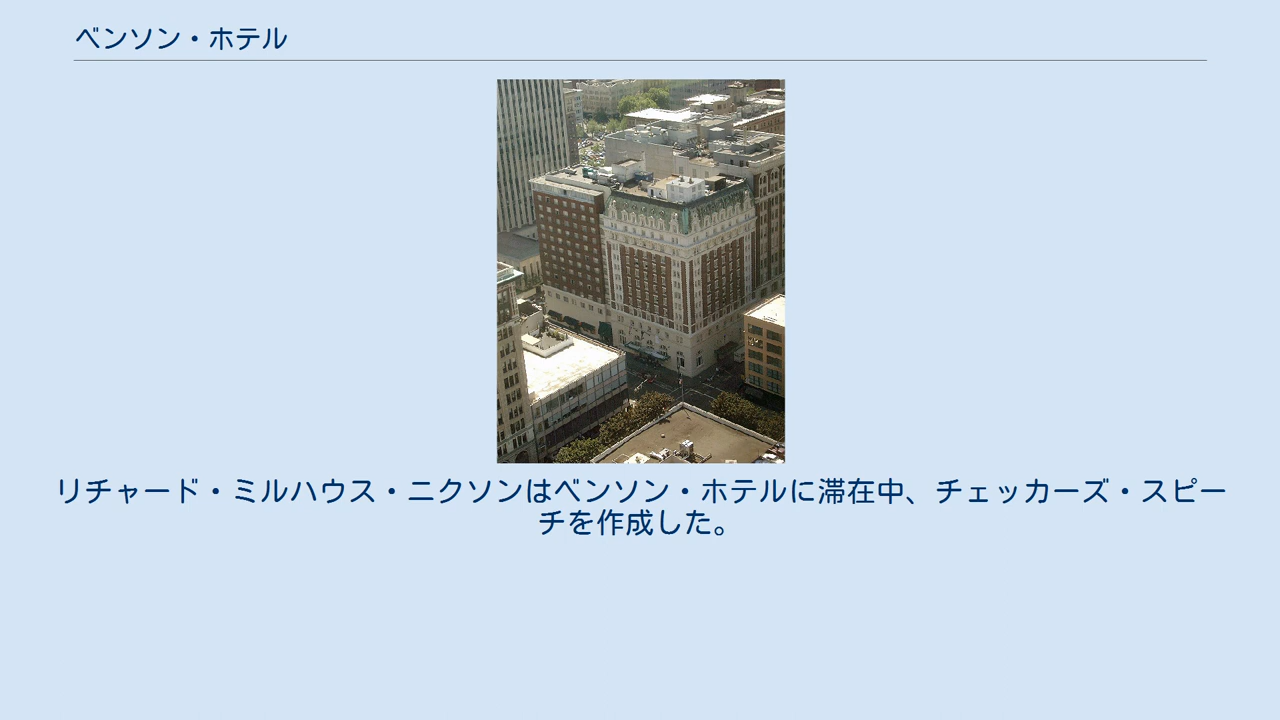 ベンソン・ホテル
リチャード・ミルハウス・ニクソンはベンソン・ホテルに滞在中、チェッカーズ・スピー
チを作成した。